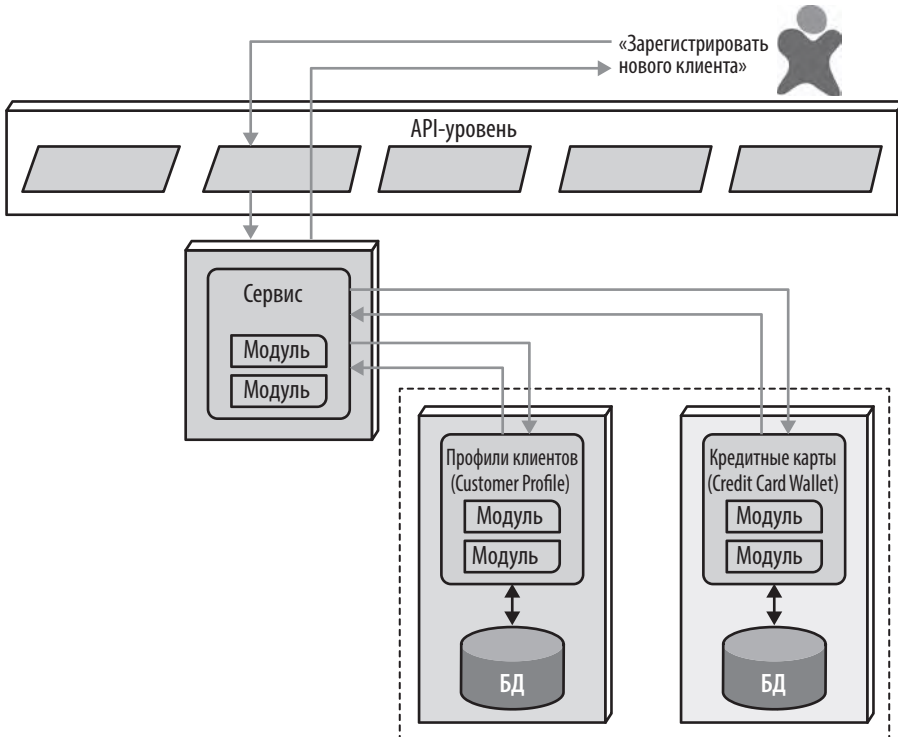 «Зарегистрировать
нового клиента»
API-уровень
Сервис
Модуль
Модуль
Профили клиентов
(Customer Profile)
Модуль
Модуль
БД
Кредитные карты
(Credit Card Wallet)
Модуль
Модуль
БД